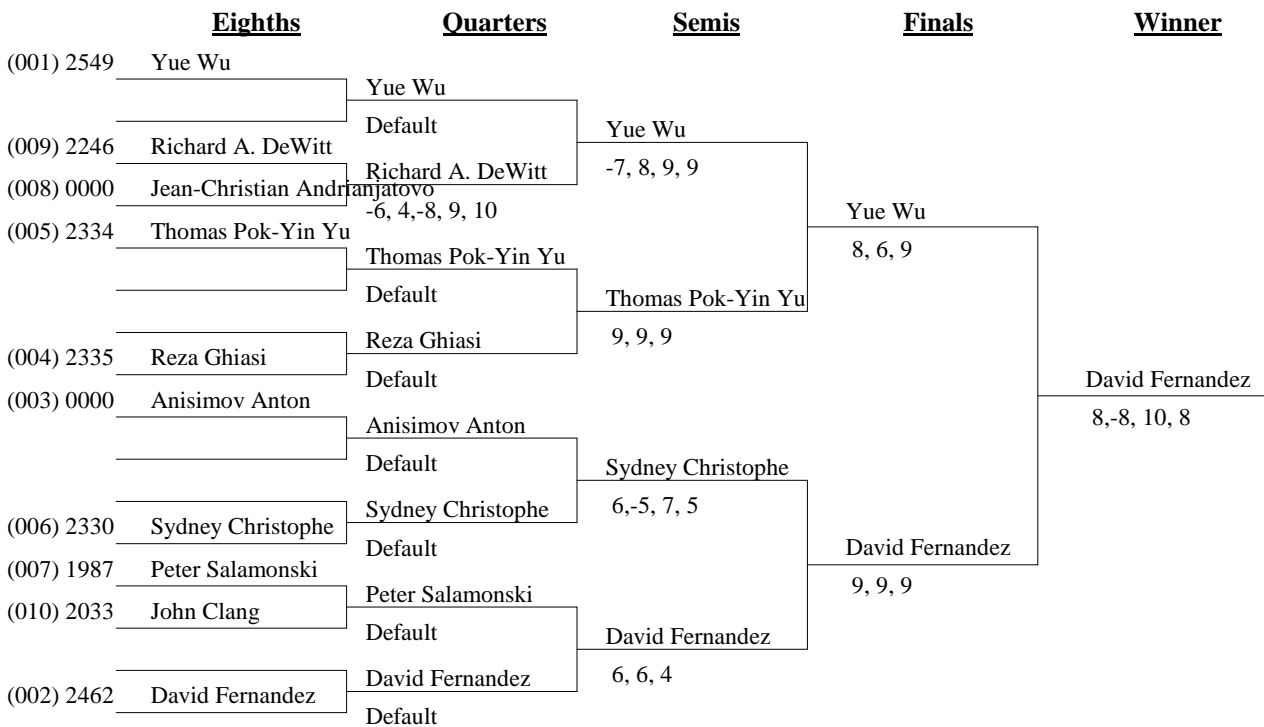 Eighths Quarters Semis Finals Winner
(001) 2549 Yue Wu
Yue Wu
Default
Yue Wu
(009) 2246 Richard A. DeWitt
Richard A. DeWitt
-7, 8, 9, 9
(008) 0000 Jean-Christian Andrianjatovo
-6, 4,-8, 9, 10
Yue Wu
(005) 2334 Thomas Pok-Yin Yu
8, 6, 9
Thomas Pok-Yin Yu
Default
Thomas Pok-Yin Yu
Reza Ghiasi
9, 9, 9
(004) 2335 Reza Ghiasi
Default
David Fernandez
(003) 0000 Anisimov Anton
8,-8, 10, 8
Anisimov Anton
Default
Sydney Christophe
Sydney Christophe
6,-5, 7, 5
(006) 2330 Sydney Christophe
Default
David Fernandez
(007) 1987 Peter Salamonski
9, 9, 9
Peter Salamonski
(010) 2033 John Clang
Default
David Fernandez
David Fernandez
6, 6, 4
(002) 2462 David Fernandez
Default